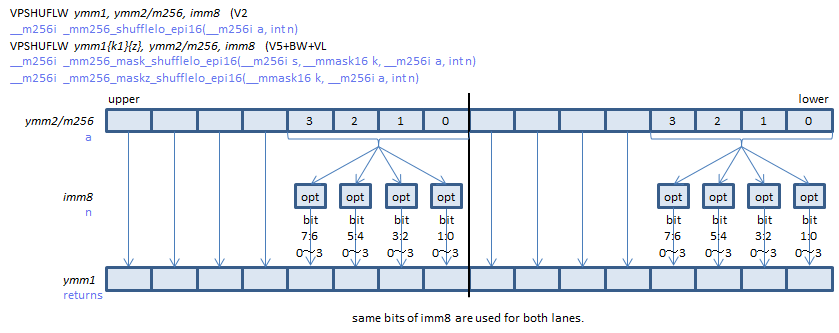 VPSHUFLW ymm1, ymm2/m256, imm8 (V2
__m256i _mm256_shufflelo_epi16(__m256i a, int n)
VPSHUFLW ymm1{k1}{z}, ymm2/m256, imm8 (V5+BW+VL
__m256i _mm256_mask_shufflelo_epi16(__m256i s, __mmask16 k, __m256i a, int n)
__m256i _mm256_maskz_shufflelo_epi16(__mmask16 k, __m256i a, int n)
upper lower
ymm2/m256 3 2 1 0 3 2 1 0
a
imm8 opt opt opt opt opt opt opt opt
n bit bit bit bit bit bit bit bit
7:6 5:4 3:2 1:0 7:6 5:4 3:2 1:0
0～3 0～3 0～3 0～3 0～3 0～3 0～3 0～3
ymm1
returns
same bits of imm8 are used for both lanes.